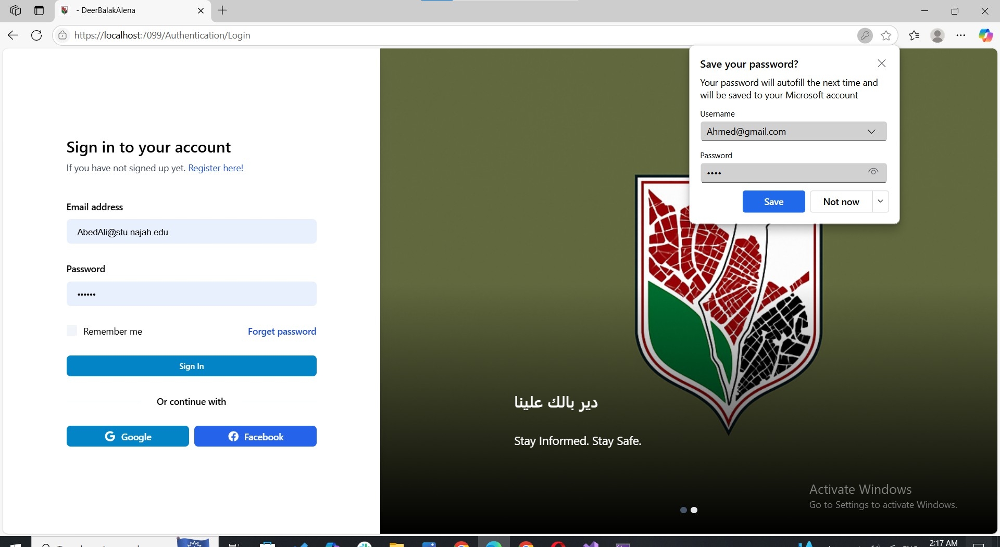 - DeerBalakAlena
https://localhost:7099/Authentication/Login
Save your password?
Your password will autofill the next time and
will be saved to your Microsoft account
Username
Ahmed@gmail.com
Password
Save
Not now
Sign in to your account
If you have not signed up yet. Register here!
Email address
AbedAli@stu.najah.edu
Password
Remember me
Forget password
Sign In
Or continue with
Google
Facebook
دير بالك علينا
Stay Informed. Stay Safe.
Activate Windows
Go to Settings to activate Windows.
2:17 AM